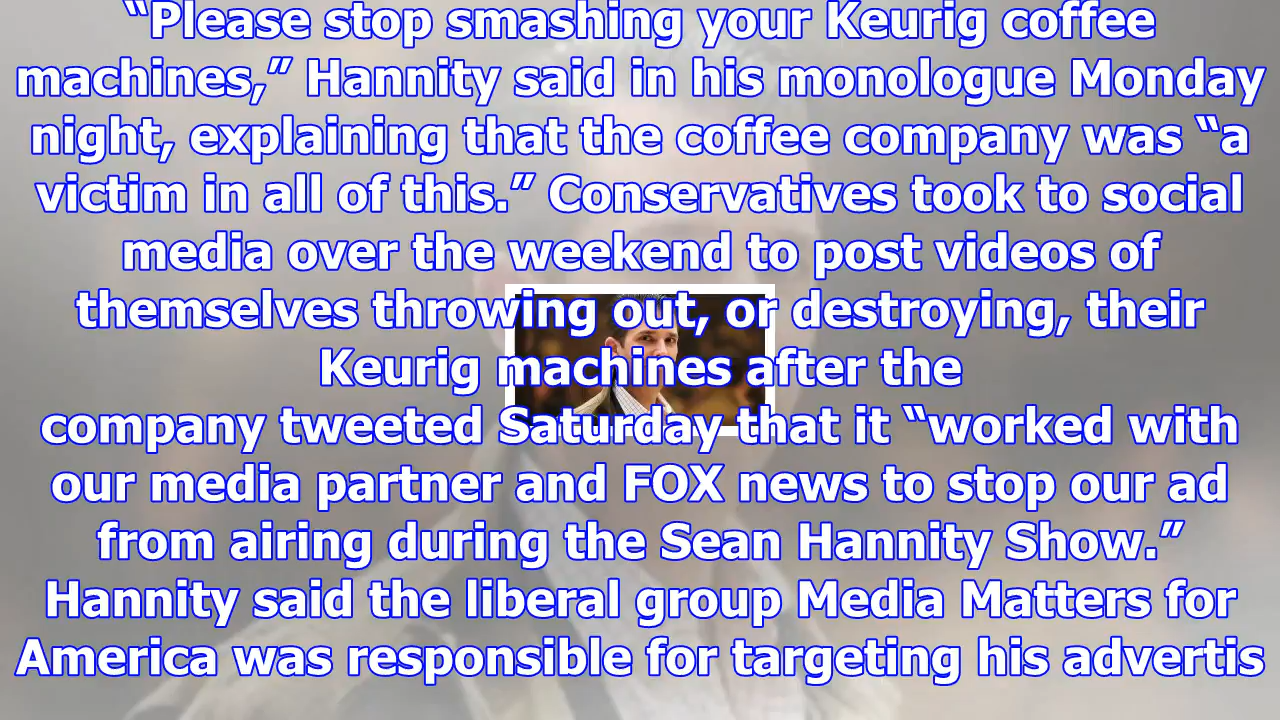 “Please stop smashing your Keurig coffee
machines,” Hannity said in his monologue Monday
night, explaining that the coffee company was “a
victim in all of this.” Conservatives took to social
media over the weekend to post videos of
themselves throwing out, or destroying, their
Keurig machines after the
company tweeted Saturday that it “worked with
our media partner and FOX news to stop our ad
from airing during the Sean Hannity Show.”
Hannity said the liberal group Media Matters for
America was responsible for targeting his advertis